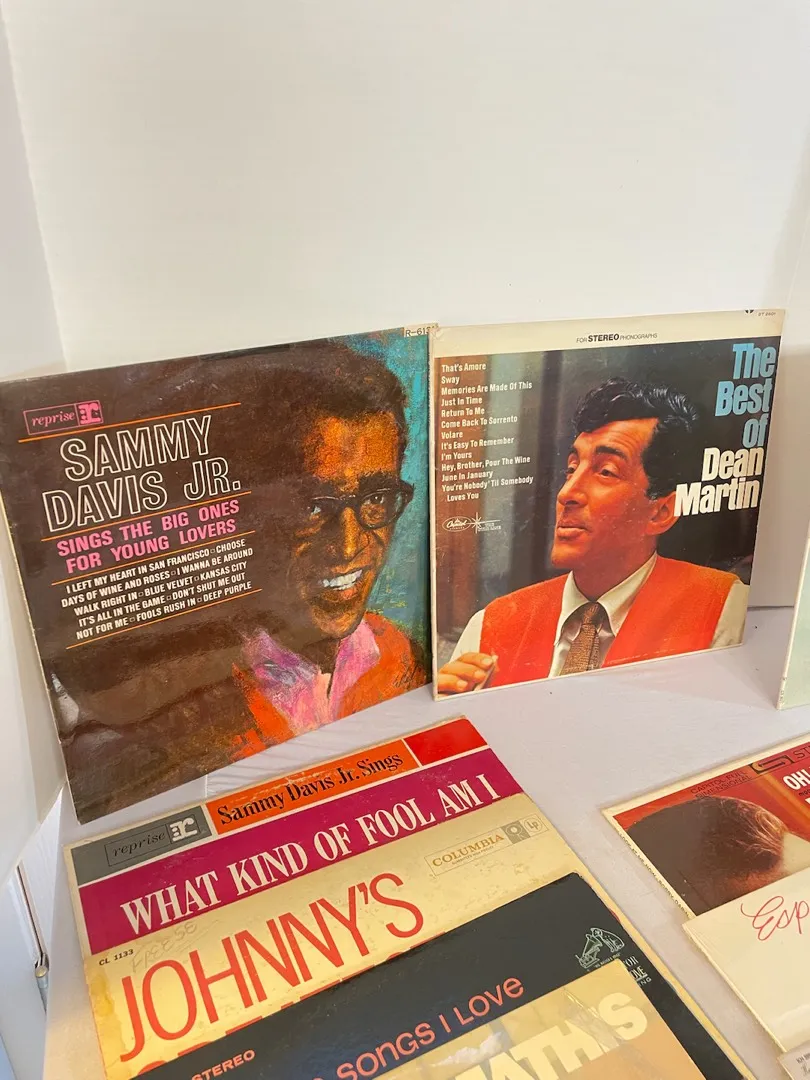 R-618
reprise r:
SAMMY
DAVIS JR.
SINGS THE BIG ONES
FOR YOUNG LOVERS
I LEFT MY HEART IN SAN FRANCISCO CHOOSE
DAYS OF WINE AND ROSES I WANNA BE AROUND
WALK RIGHT IN BLUE VELVET KANSAS CITY
IT'S ALL IN THE GAME DON'T SHUT ME OUT
NOT FOR ME FOOLS RUSH IN DEEP PURPLE
FOR STEREO PHONOGRAPHS
The
Best
of
Dean
Martin
That's Amore
Sway
Memories Are Made Of This
Just In Time
Return To Me
Come Back To Sorrento
Volare
It's Easy To Remember
I'm Yours
Hey, Brother, Pour The Wine
June In January
You're Nobody 'Til Somebody
Loves You
Capitol
reprise r:
Sammy Davis Jr. Sings
WHAT KIND OF FOOL AM I
COLUMBIA LP
CL 1133
FREESE
JOHNNY'S
STEREO
SONGS I LOVE
MATHIS
OH!
Esp